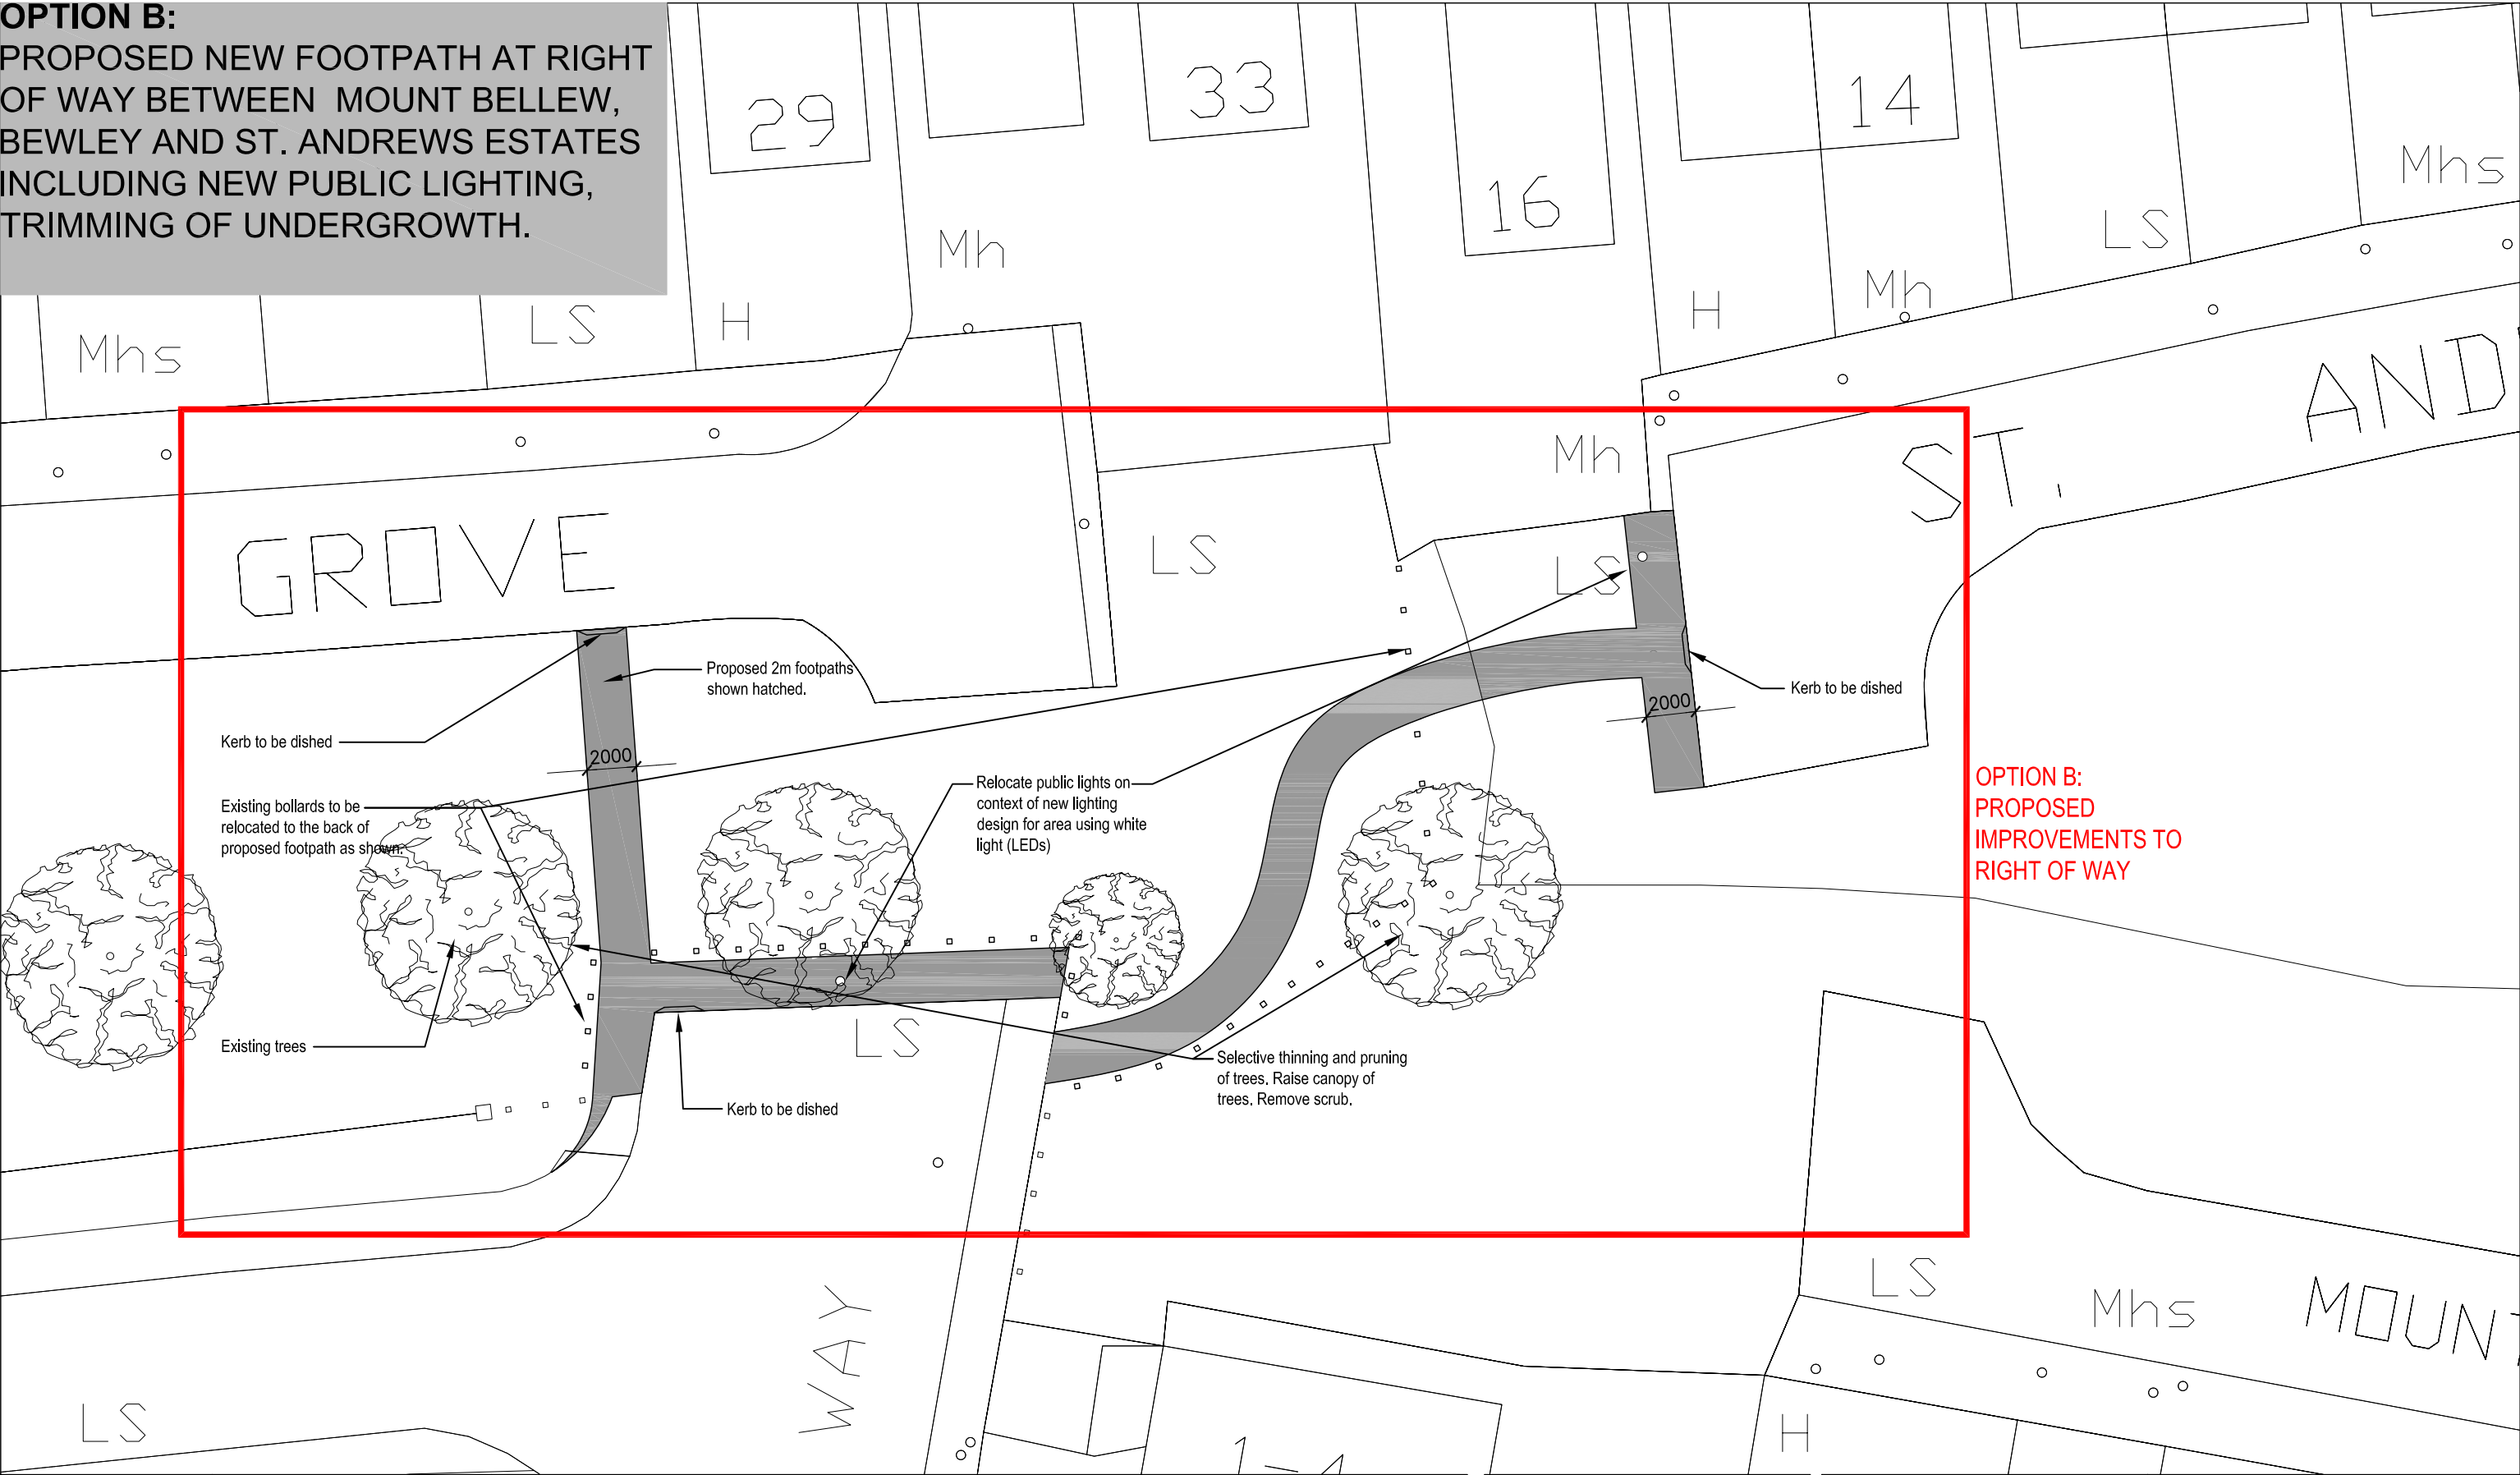 OPTION B:
PROPOSED NEW FOOTPATH AT RIGHT
OF WAY BETWEEN MOUNT BELLEW,
BEWLEY AND ST. ANDREWS ESTATES
INCLUDING NEW PUBLIC LIGHTING,
TRIMMING OF UNDERGROWTH.
29
33
16
14
Mhs
LS
Mh
H
Mh
LS
Mhs
H
Mh
ST. AND
GROVE
LS
LS
Proposed 2m footpaths
shown hatched.
Kerb to be dished
2000
Kerb to be dished
2000
Existing bollards to be
relocated to the back of
proposed footpath as shown.
Relocate public lights on
context of new lighting
design for area using white
light (LEDs)
OPTION B:
PROPOSED
IMPROVEMENTS TO
RIGHT OF WAY
Existing trees
LS
Kerb to be dished
Selective thinning and pruning
of trees. Raise canopy of
trees. Remove scrub.
WAY
LS
Mhs
MOUN
LS
H